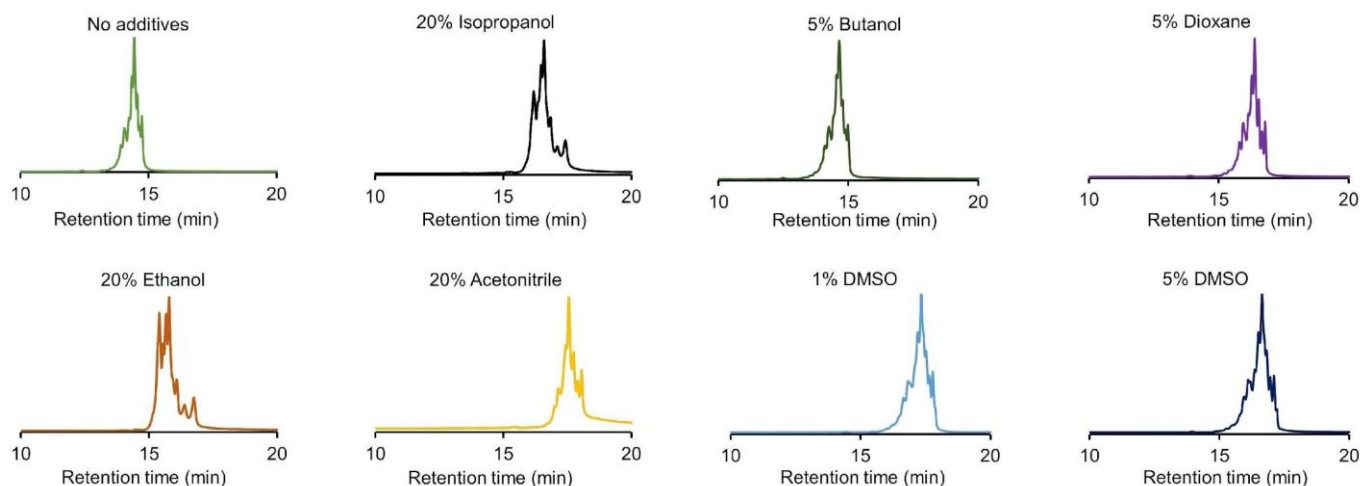 No additives
20% Isopropanol
5% Butanol
5% Dioxane
10 15 20
10 15 20
10 15 20
10 15 20
Retention time (min)
Retention time (min)
Retention time (min)
Retention time (min)
20% Ethanol
20% Acetonitrile
1% DMSO
5% DMSO
10 15 20
10 15 20
10 15 20
10 15 20
Retention time (min)
Retention time (min)
Retention time (min)
Retention time (min)